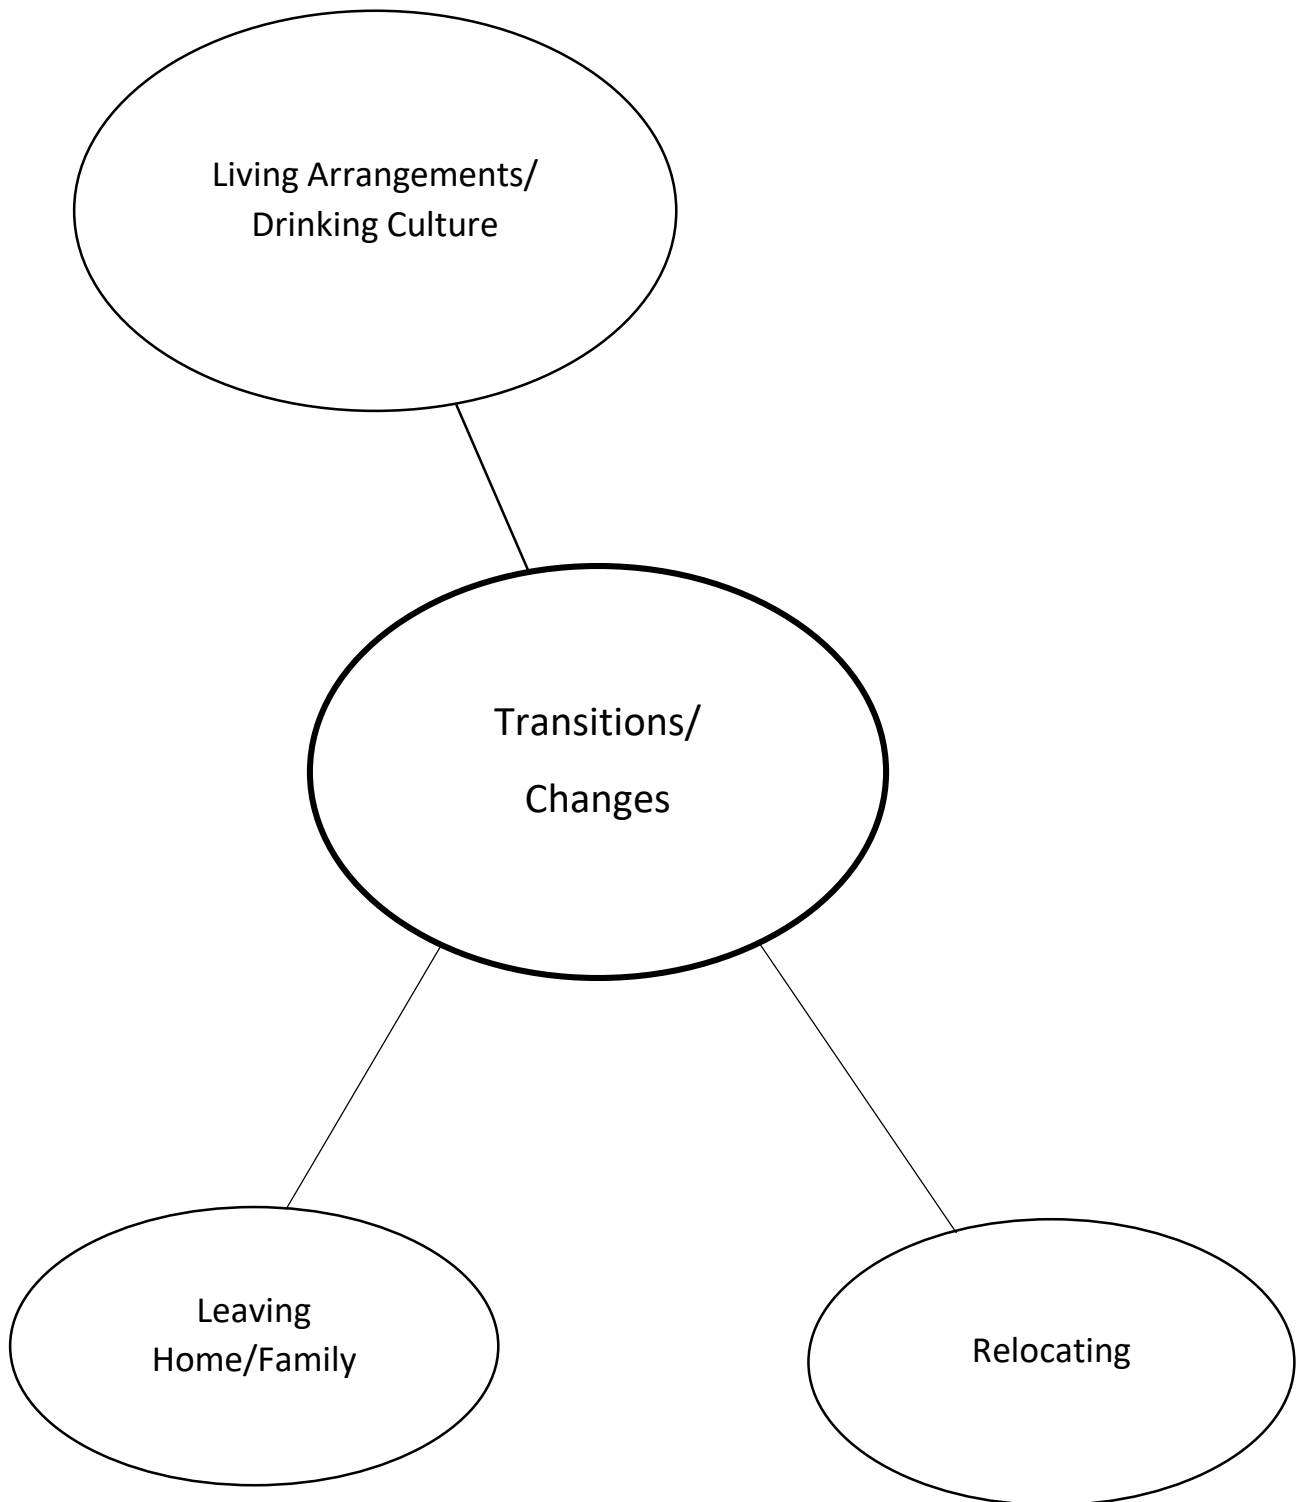 Living Arrangements/
Drinking Culture
Transitions/
Changes
Leaving
Home/Family
Relocating